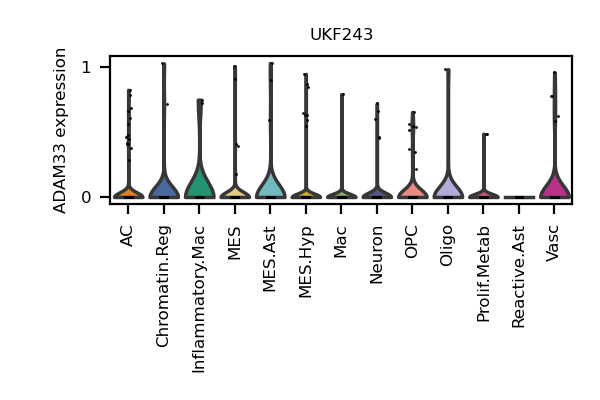 UKF243
ADAM33 expression
1
0
AC
Chromatin.Reg
Inflammatory.Mac
MES
MES.Ast
MES.Hyp
Mac
Neuron
OPC
Oligo
Prolif.Metab
Reactive.Ast
Vasc